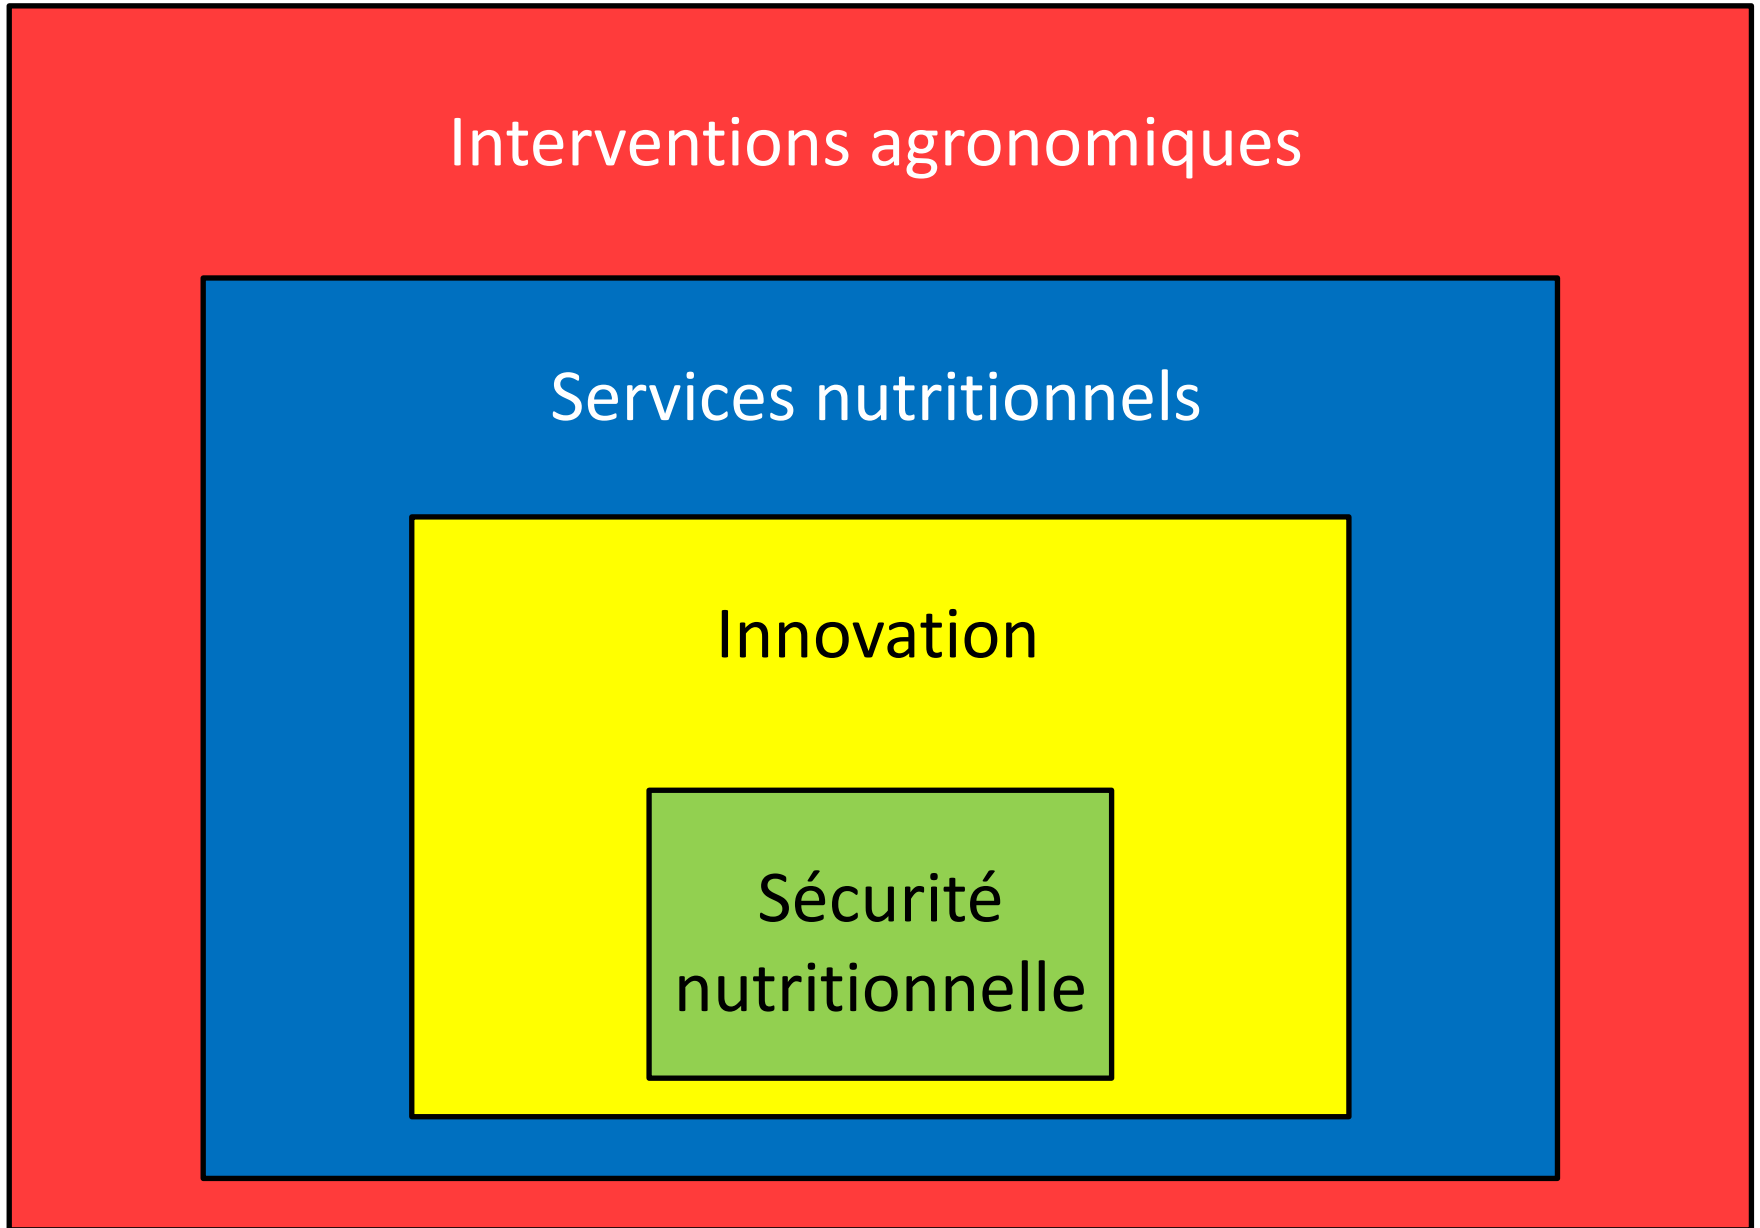 Interventions agronomiques
Services nutritionnels
Innovation
Sécurité
nutritionnelle